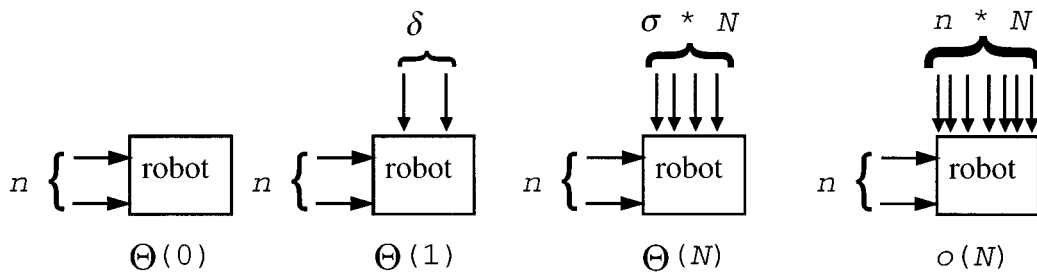 δ σ * N n * N
robot robot robot robot
n n n n
Θ(0) Θ(1) Θ(N) o(N)